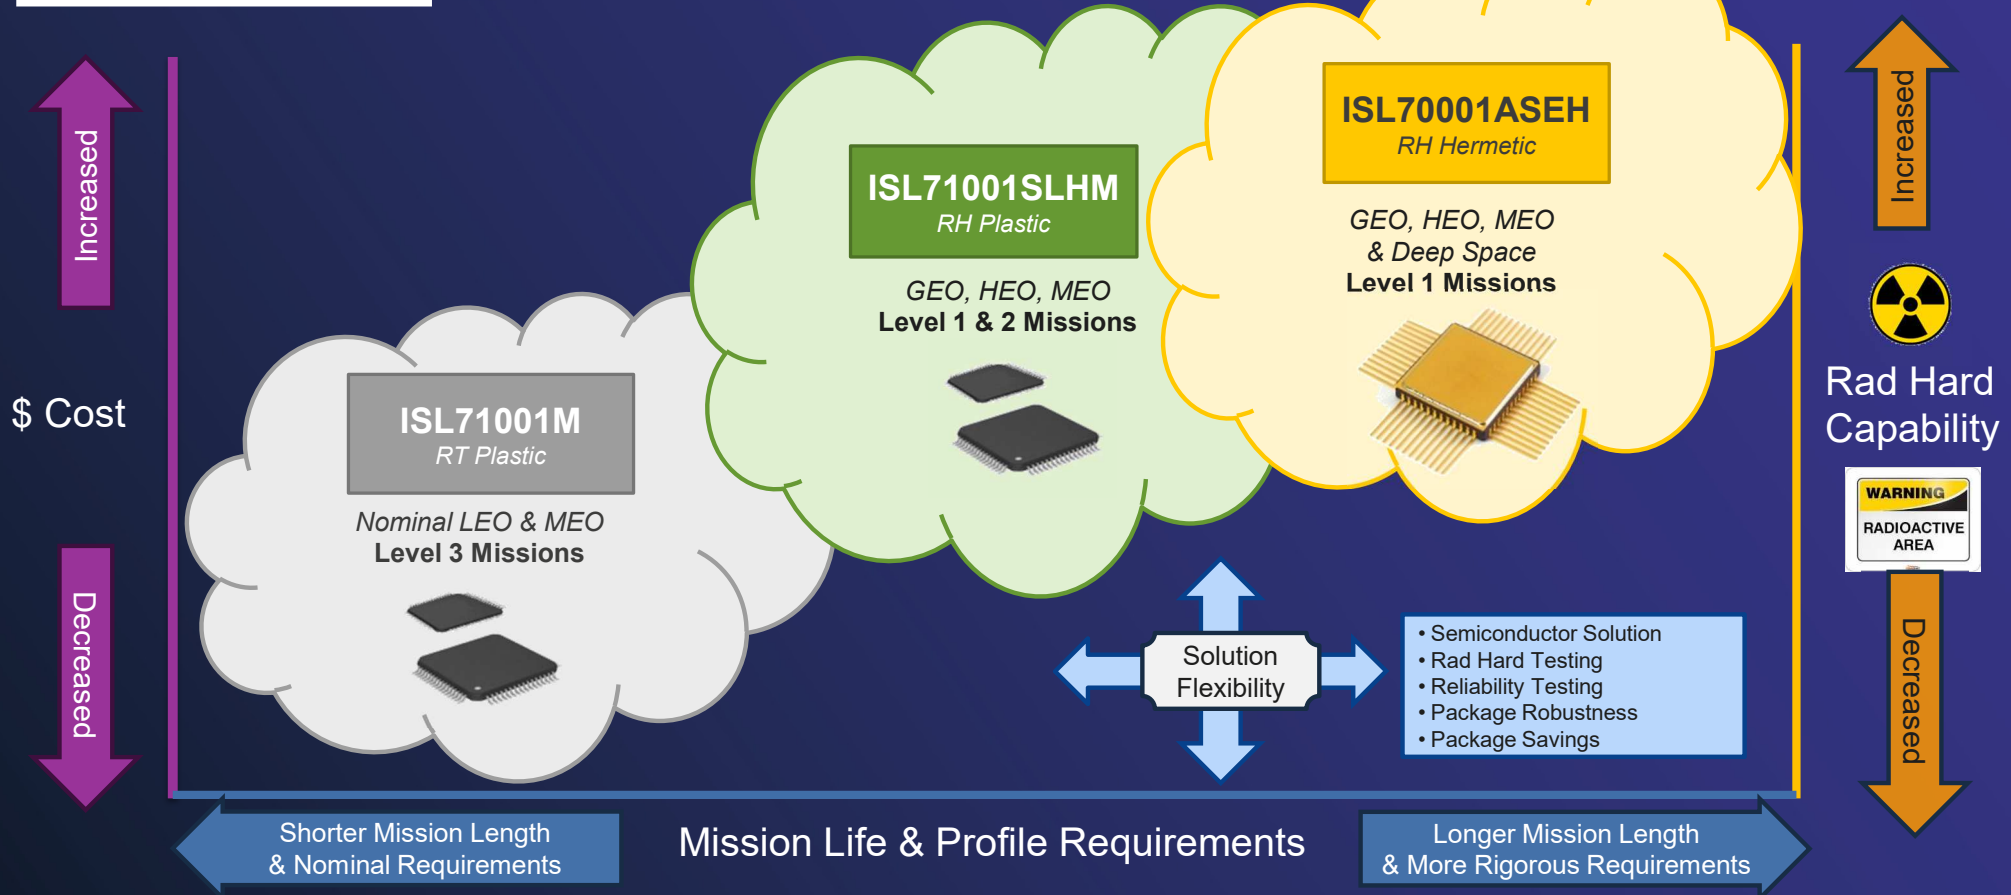 Increased
$ Cost
Decreased
ISL71001M
RT Plastic
Nominal LEO & MEO
Level 3 Missions
ISL71001SLHM
RH Plastic
GEO, HEO, MEO
Level 1 & 2 Missions
ISL70001ASEH
RH Hermetic
GEO, HEO, MEO
& Deep Space
Level 1 Missions
Solution
Flexibility
• Semiconductor Solution
• Rad Hard Testing
• Reliability Testing
• Package Robustness
• Package Savings
Increased
Rad Hard
Capability
WARNING
RADIOACTIVE
AREA
Decreased
Shorter Mission Length
& Nominal Requirements
Mission Life & Profile Requirements
Longer Mission Length
& More Rigorous Requirements